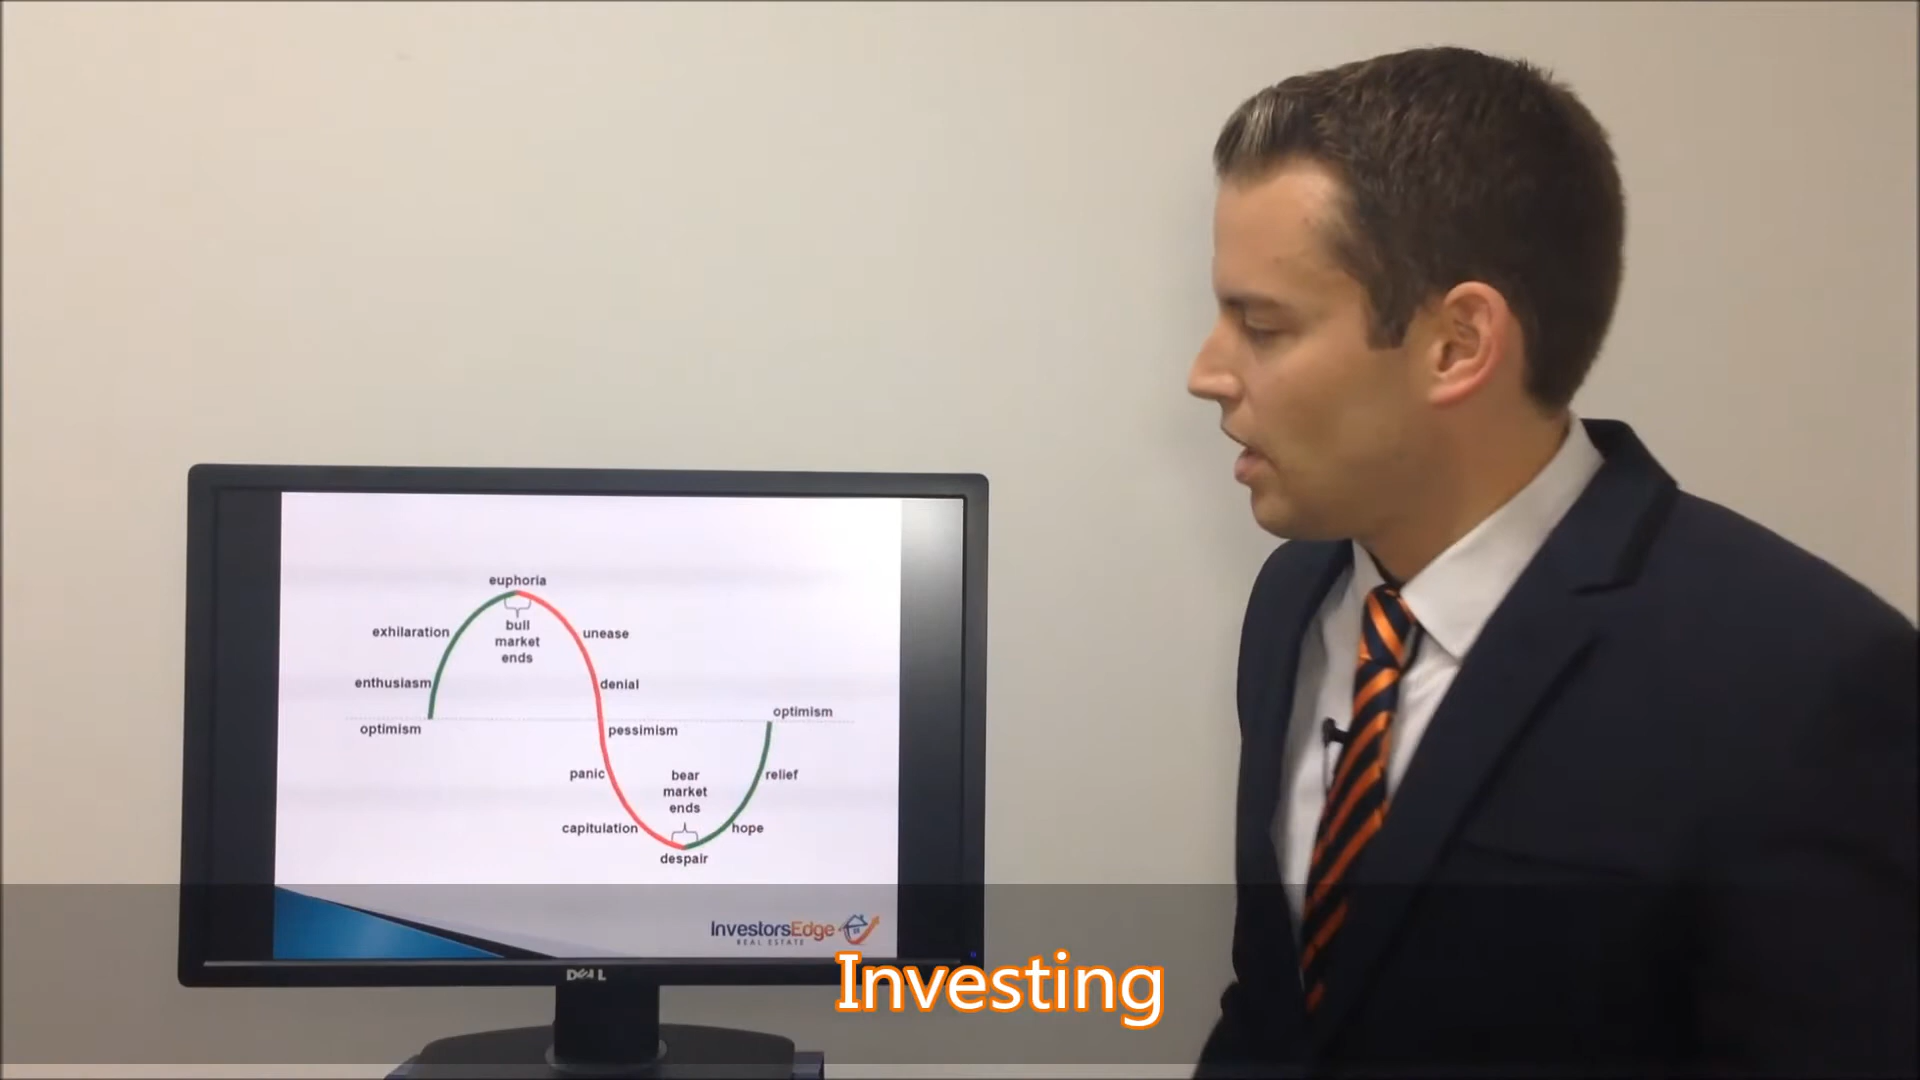 euphoria
exhilaration
bull
market
ends
unease
enthusiasm
denial
optimism
optimism
pessimism
panic
bear
market
ends
relief
capitulation
hope
despair
InvestorsEdge
REAL ESTATE
DELL
Investing